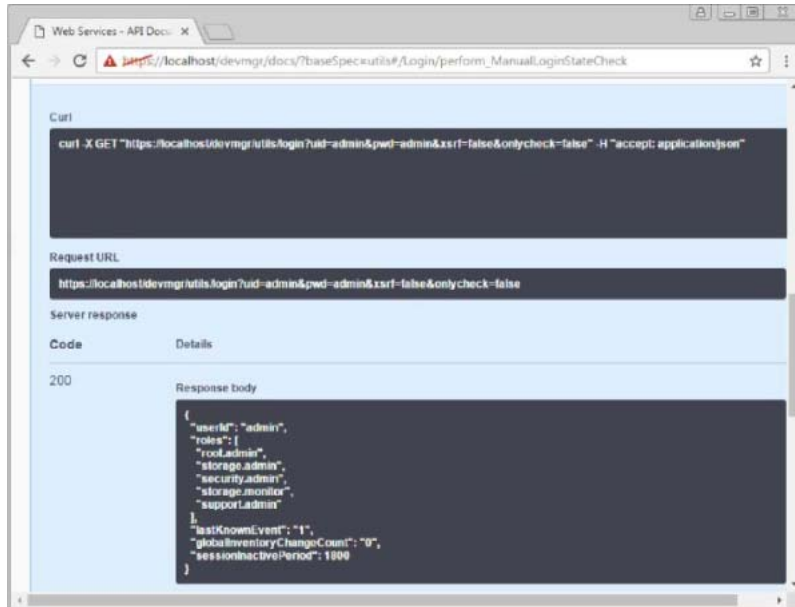 Web Services - API Docu
https://localhost/devmgr/docs/?baseSpec=utils#/Login/perform_ManualLoginStateCheck
Curl
curl -X GET "https://localhost/devmgr/utils/login?uid=admin&pwd=admin&xsrf=false&onlycheck=false" -H "accept: application/json"
Request URL
https://localhost/devmgr/utils/login?uid=admin&pwd=admin&xsrf=false&onlycheck=false
Server response
Code Details
200
Response body
{
"userId": "admin",
"roles": [
"root.admin",
"storage.admin",
"security.admin",
"storage.monitor",
"support.admin"
],
"lastKnownEvent": "1",
"globalInventoryChangeCount": "0",
"sessionInactivePeriod": 1800
}